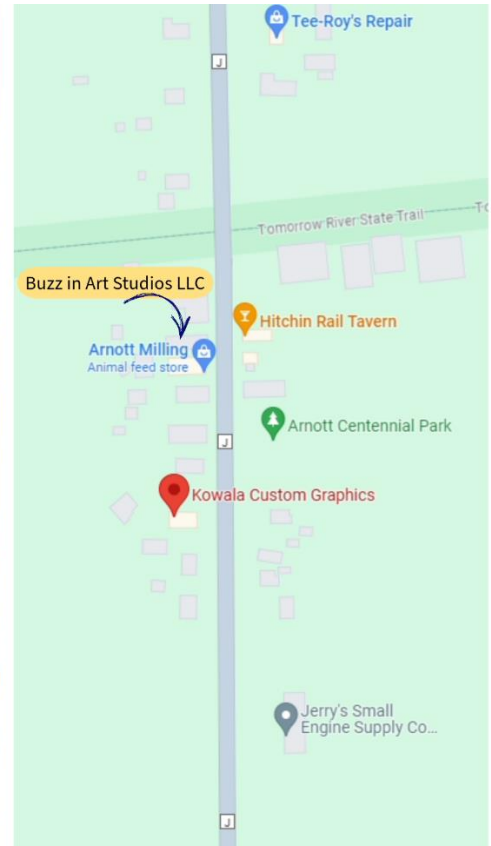 Tee-Roy's Repair
J
Tomorrow River State Trail
To
Buzz in Art Studios LLC
Hitchin Rail Tavern
Arnott Milling
Animal feed store
Arnott Centennial Park
J
Kowala Custom Graphics
Jerry's Small
Engine Supply Co...
J